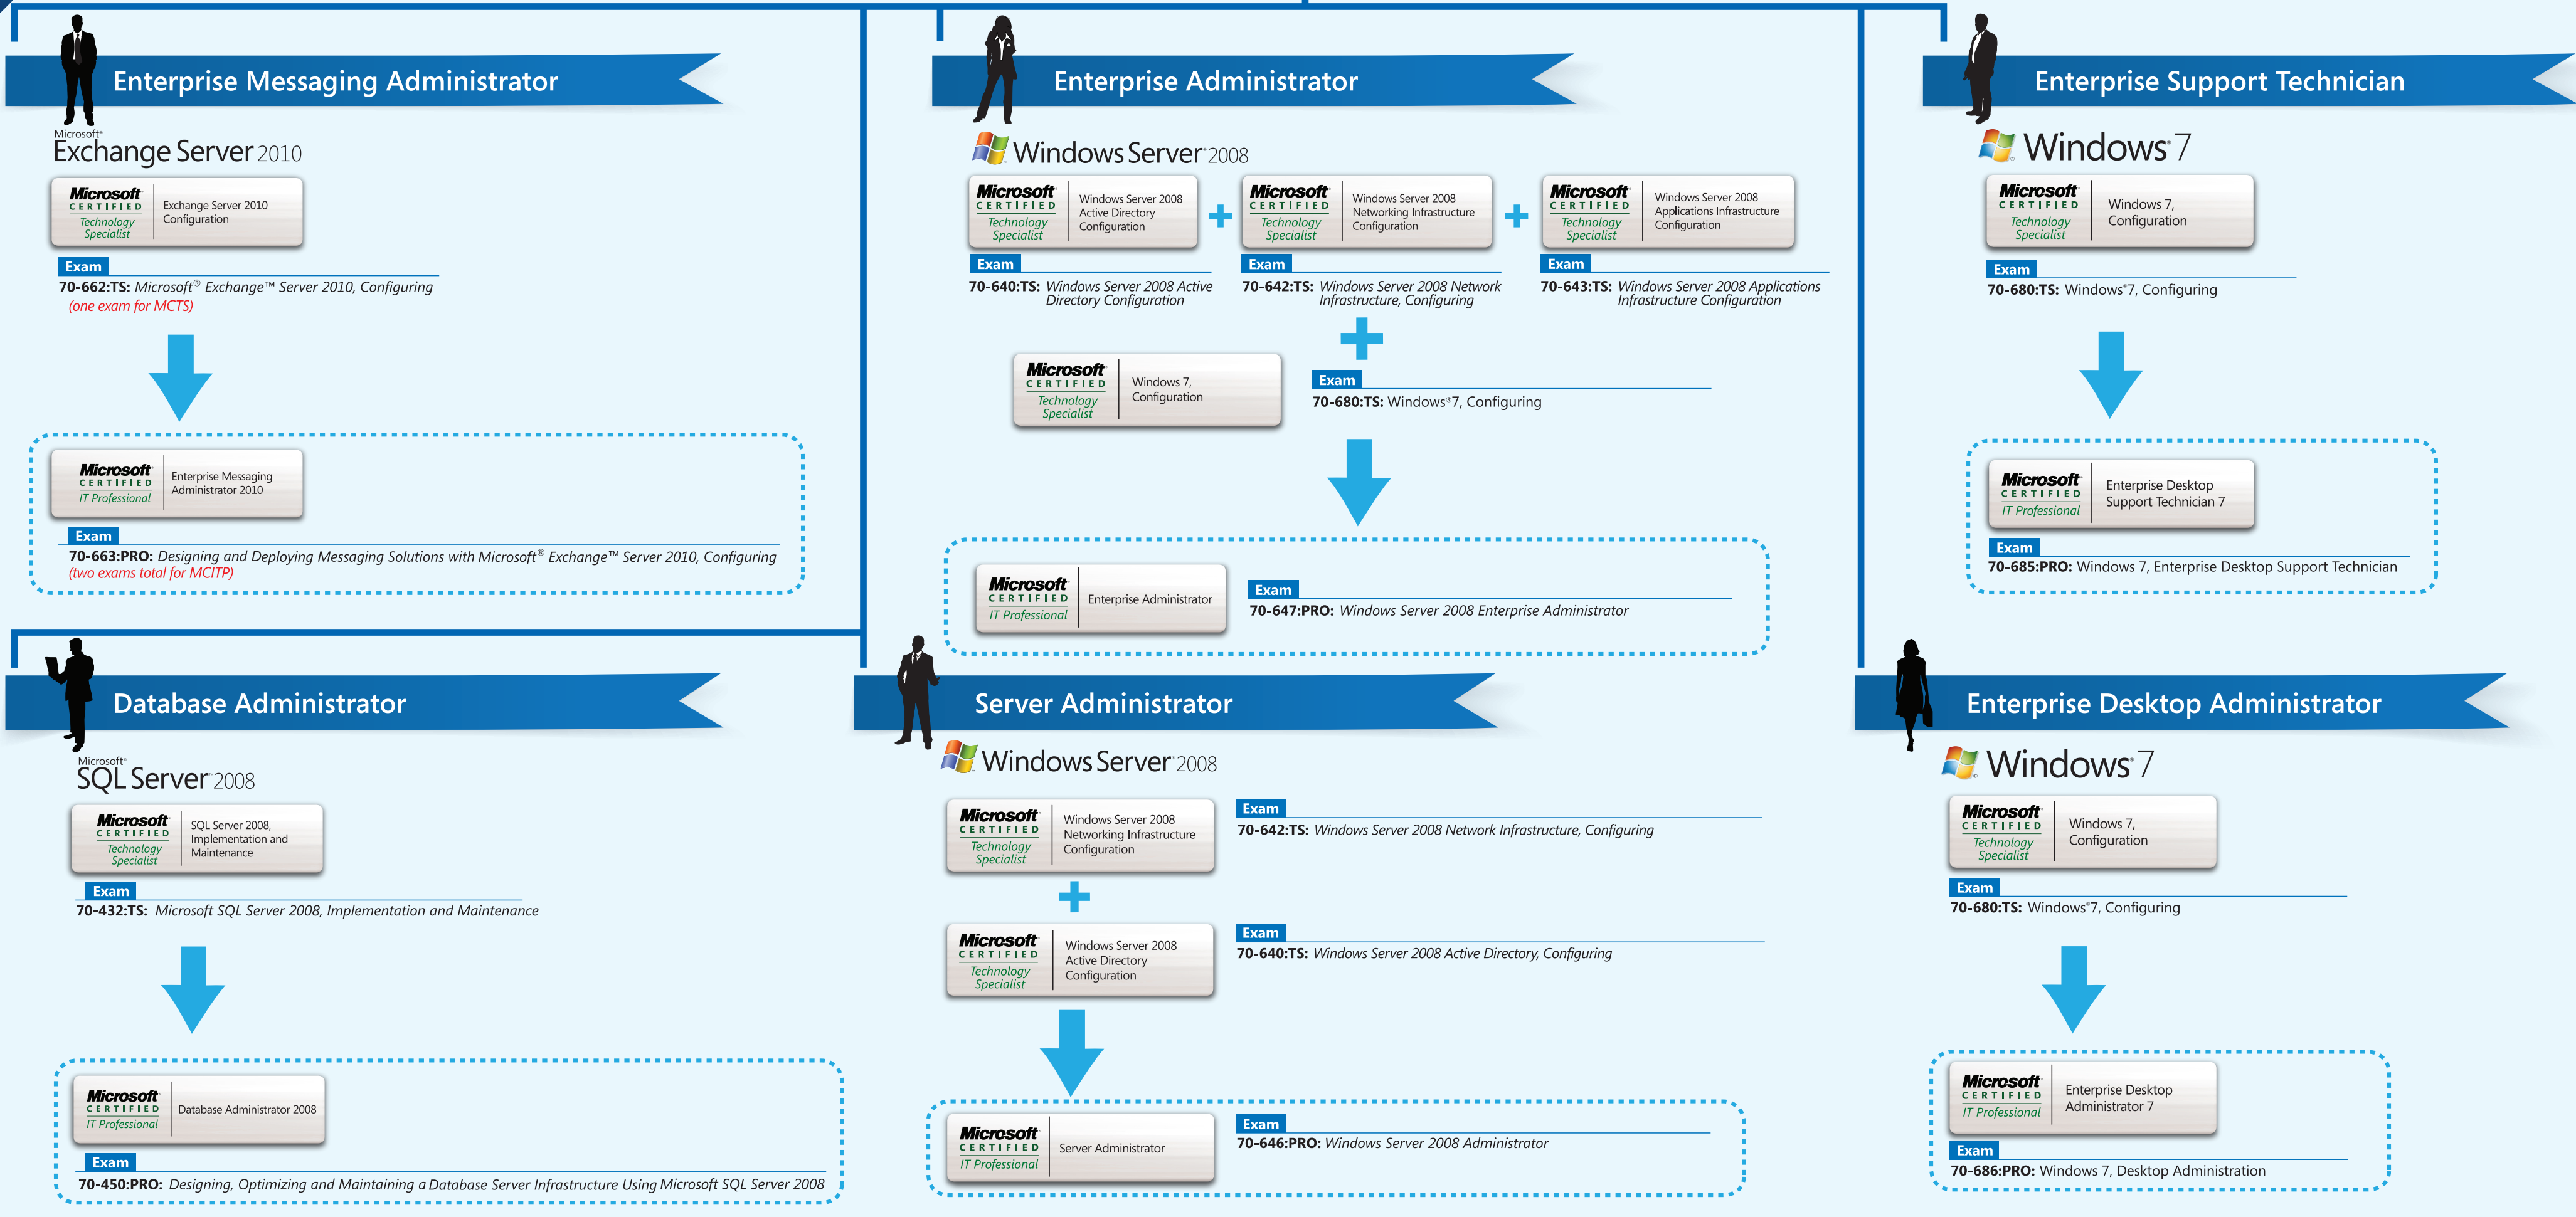 Enterprise Messaging Administrator
Microsoft®
Exchange Server 2010
Microsoft
CERTIFIED
Technology
Specialist
Exchange Server 2010
Configuration
Exam
70-662:TS: Microsoft® Exchange™ Server 2010, Configuring
(one exam for MCTS)
Microsoft
CERTIFIED
IT Professional
Enterprise Messaging
Administrator 2010
Exam
70-663:PRO: Designing and Deploying Messaging Solutions with Microsoft® Exchange™ Server 2010, Configuring
(two exams total for MCITP)
Enterprise Administrator
Windows Server® 2008
Microsoft
CERTIFIED
Technology
Specialist
Windows Server 2008
Active Directory
Configuration
Microsoft
CERTIFIED
Technology
Specialist
Windows Server 2008
Networking Infrastructure
Configuration
Microsoft
CERTIFIED
Technology
Specialist
Windows Server 2008
Applications Infrastructure
Configuration
Exam
70-640:TS: Windows Server 2008 Active
Directory Configuration
Exam
70-642:TS: Windows Server 2008 Network
Infrastructure, Configuring
Exam
70-643:TS: Windows Server 2008 Applications
Infrastructure Configuration
Microsoft
CERTIFIED
Technology
Specialist
Windows 7,
Configuration
Exam
70-680:TS: Windows®7, Configuring
Microsoft
CERTIFIED
IT Professional
Enterprise Administrator
Exam
70-647:PRO: Windows Server 2008 Enterprise Administrator
Enterprise Support Technician
Windows® 7
Microsoft
CERTIFIED
Technology
Specialist
Windows 7,
Configuration
Exam
70-680:TS: Windows®7, Configuring
Microsoft
CERTIFIED
IT Professional
Enterprise Desktop
Support Technician 7
Exam
70-685:PRO: Windows 7, Enterprise Desktop Support Technician
Database Administrator
Microsoft®
SQL Server® 2008
Microsoft
CERTIFIED
Technology
Specialist
SQL Server 2008,
Implementation and
Maintenance
Exam
70-432:TS: Microsoft SQL Server 2008, Implementation and Maintenance
Microsoft
CERTIFIED
IT Professional
Database Administrator 2008
Exam
70-450:PRO: Designing, Optimizing and Maintaining a Database Server Infrastructure Using Microsoft SQL Server 2008
Server Administrator
Windows Server® 2008
Microsoft
CERTIFIED
Technology
Specialist
Windows Server 2008
Networking Infrastructure
Configuration
Exam
70-642:TS: Windows Server 2008 Network Infrastructure, Configuring
Microsoft
CERTIFIED
Technology
Specialist
Windows Server 2008
Active Directory
Configuration
Exam
70-640:TS: Windows Server 2008 Active Directory, Configuring
Microsoft
CERTIFIED
IT Professional
Server Administrator
Exam
70-646:PRO: Windows Server 2008 Administrator
Enterprise Desktop Administrator
Windows® 7
Microsoft
CERTIFIED
Technology
Specialist
Windows 7,
Configuration
Exam
70-680:TS: Windows®7, Configuring
Microsoft
CERTIFIED
IT Professional
Enterprise Desktop
Administrator 7
Exam
70-686:PRO: Windows 7, Desktop Administration